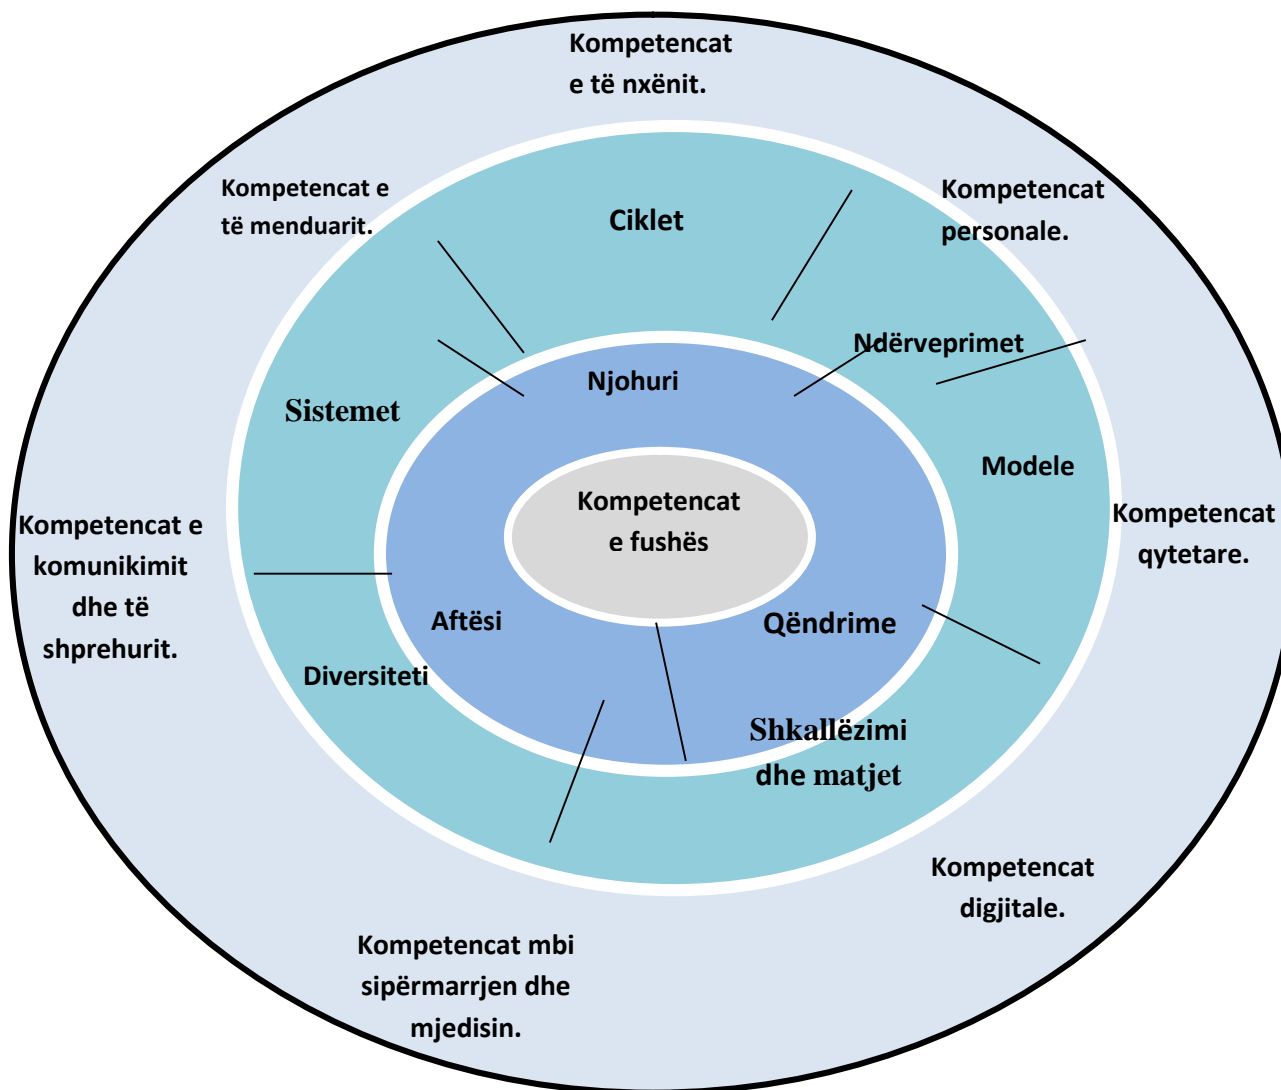 Kompetencat
e të nxënit.
Kompetencat e
të menduarit.
Kompetencat
personale.
Ciklet
Ndërveprimet
Njohuri
Sistemet
Modele
Kompetencat
e fushës
Kompetencat e
komunikimit
dhe të
shprehurit.
Kompetencat
qytetare.
Aftësi
Qëndrime
Diversiteti
Shkallëzimi
dhe matjet
Kompetencat
digjitale.
Kompetencat mbi
sipërmarrjen dhe
mjedisin.